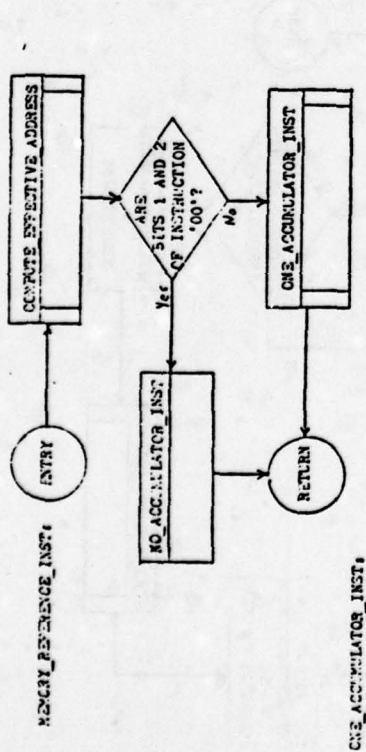 MEMORY_REFERENCE_INST:
ENTRY
COMPUTE EFFECTIVE ADDRESS
ARE
BITS 1 AND 2
OF INSTRUCTION
'00'?
Yes
No
NO_ACCUMULATOR_INST
ONE_ACCUMULATOR_INST
RETURN
ONE_ACCUMULATOR_INST: